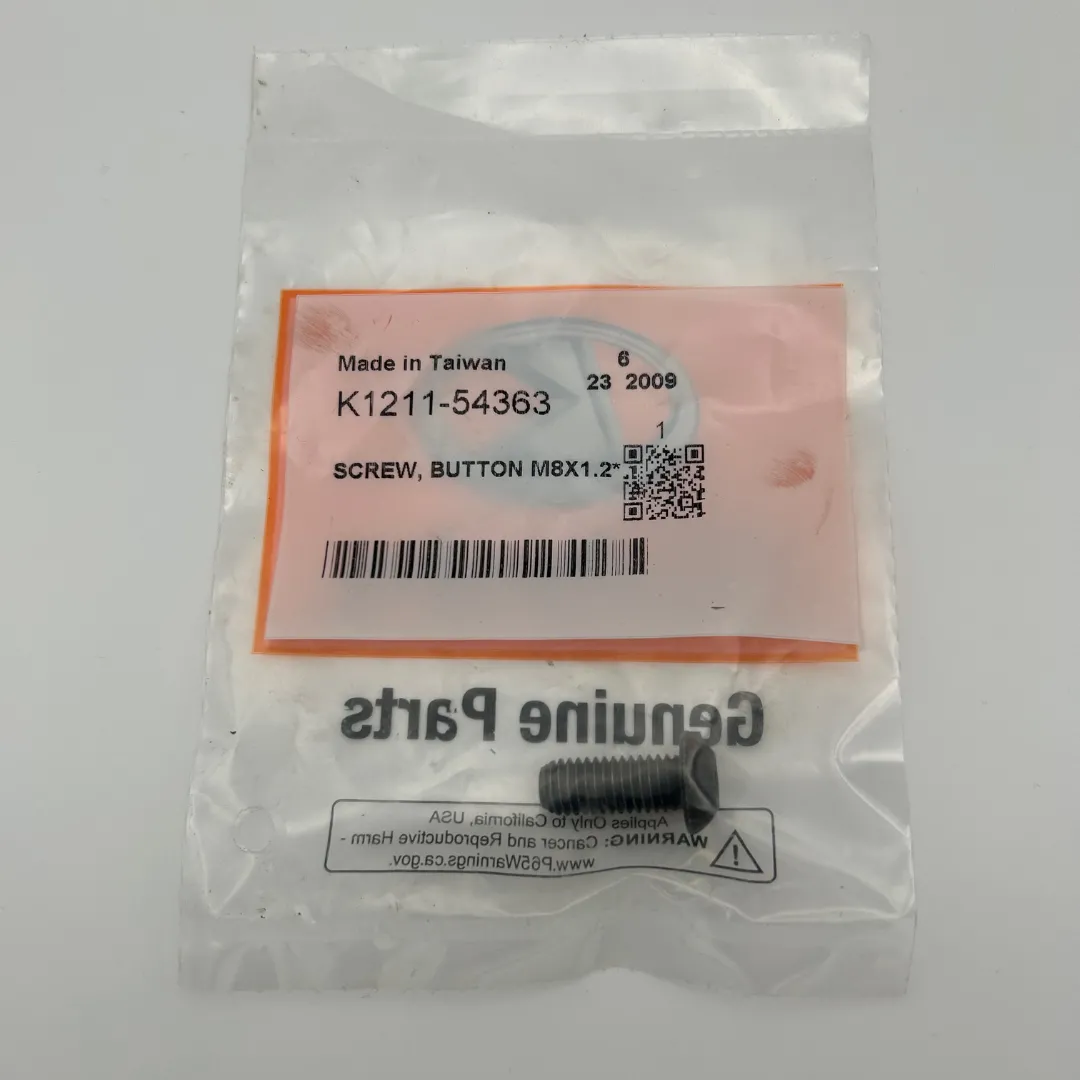 Made in Taiwan
6
23 2009
K1211-54363
1
SCREW, BUTTON M8X1.2*
Genuine Parts
Applies Only to California, USA
WARNING: Cancer and Reproductive Harm -
www.P65Warnings.ca.gov.